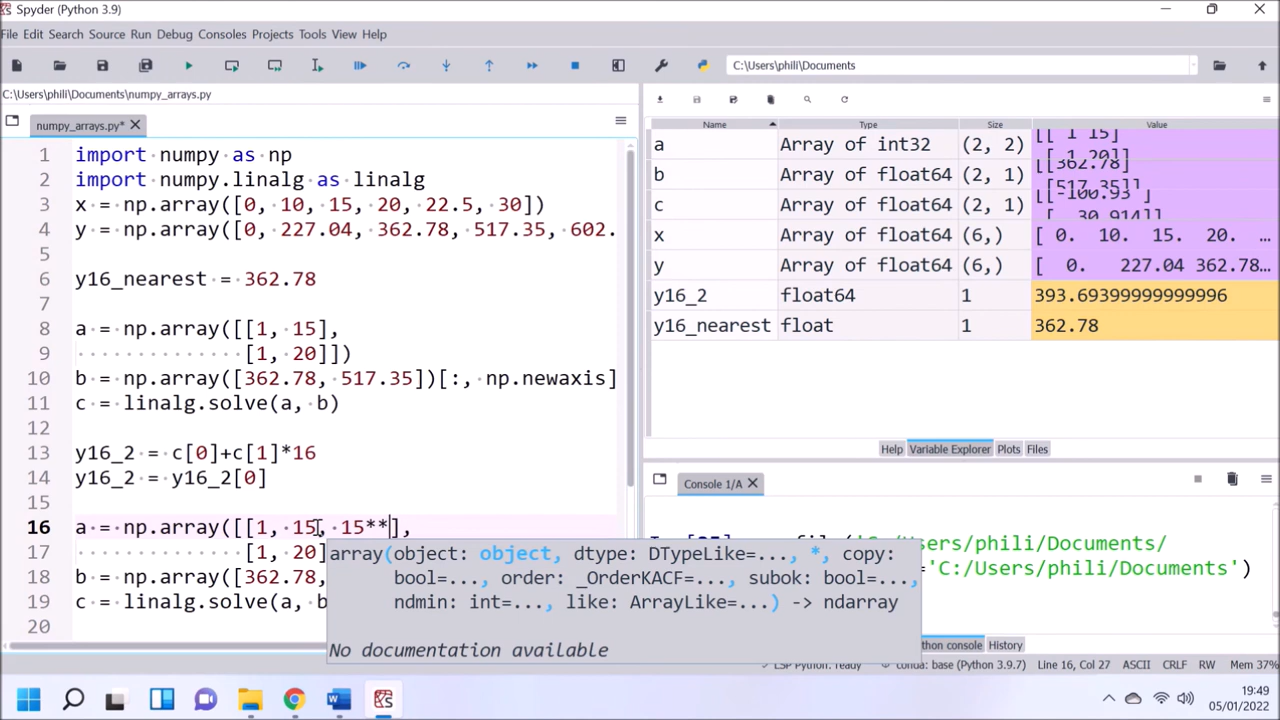 Spyder (Python 3.9)
File Edit Search Source Run Debug Consoles Projects Tools View Help
C:\Users\phili\Documents
C:\Users\phili\Documents\numpy_arrays.py
numpy_arrays.py*
1 import numpy as np
2 import numpy.linalg as linalg
3 x = np.array([0, 10, 15, 20, 22.5, 30])
4 y = np.array([0, 227.04, 362.78, 517.35, 602.
5
6 y16_nearest = 362.78
7
8 a = np.array([[1, 15],
9 [1, 20]])
10 b = np.array([362.78, 517.35])[:, np.newaxis]
11 c = linalg.solve(a, b)
12
13 y16_2 = c[0]+c[1]*16
14 y16_2 = y16_2[0]
15
16 a = np.array([[1, 15, 15**],
17 [1, 20]
18 b = np.array([362.78,
19 c = linalg.solve(a, b
20
array(object: object, dtype: DTypeLike=..., *, copy:
bool=..., order: _OrderKACF=..., subok: bool=...,
ndmin: int=..., like: ArrayLike=...) -> ndarray
No documentation available
Name Type Size Value
a Array of int32 (2, 2) [[ 1 15]
[ 1 20]]
b Array of float64 (2, 1) [[362.78]
[517.35]]
c Array of float64 (2, 1) [[-100.93 ]
[ 30.914]]
x Array of float64 (6,) [ 0. 10. 15. 20. ...
y Array of float64 (6,) [ 0. 227.04 362.78...
y16_2 float64 1 393.69399999999996
y16_nearest float 1 362.78
Help Variable Explorer Plots Files
Console 1/A
'C:/Users/phili/Documents/
='C:/Users/phili/Documents')
History
LSP Python: ready conda: base (Python 3.9.7) Line 16, Col 27 ASCII CRLF RW Mem 37%
19:49
05/01/2022